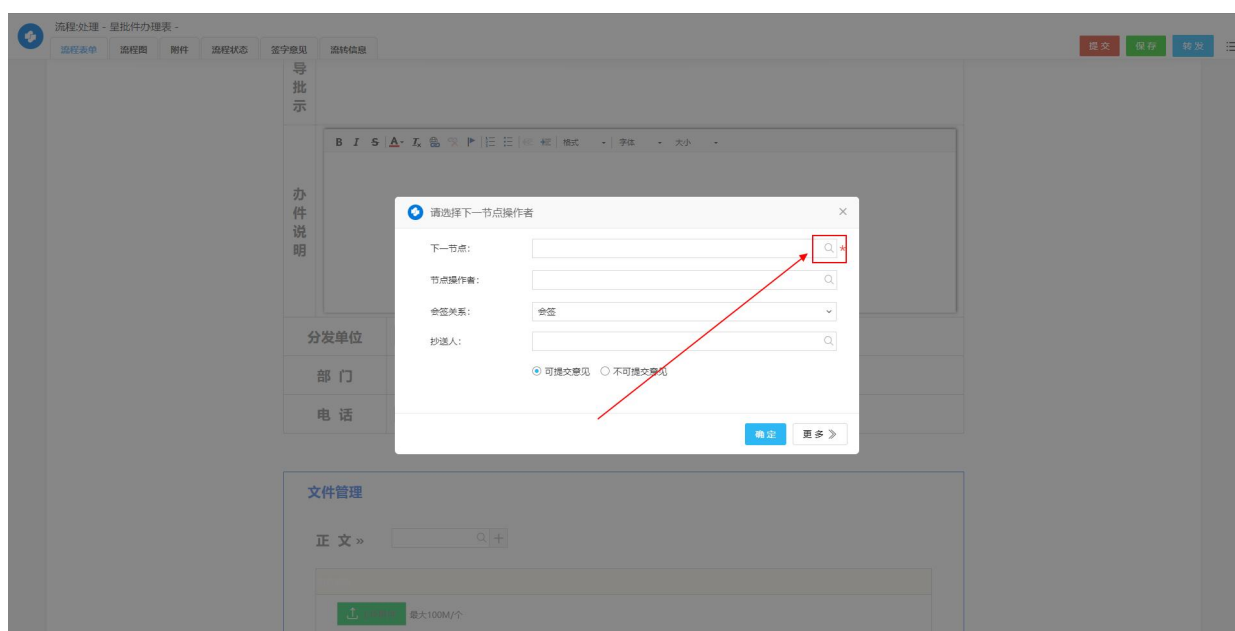 流程:处理 - 呈批件办理表 -
流程表单 流程图 附件 流程状态 签字意见 流转信息
提交 保存 转发
导批示
B I S A Tx 格式 字体 大小
办件说明
请选择下一节点操作者
下一节点: *
节点操作者:
会签关系: 会签
抄送人:
可提交意见 不可提交意见
分发单位
部 门
电 话
确定 更多 》
文件管理
正 文 »
最大100M/个